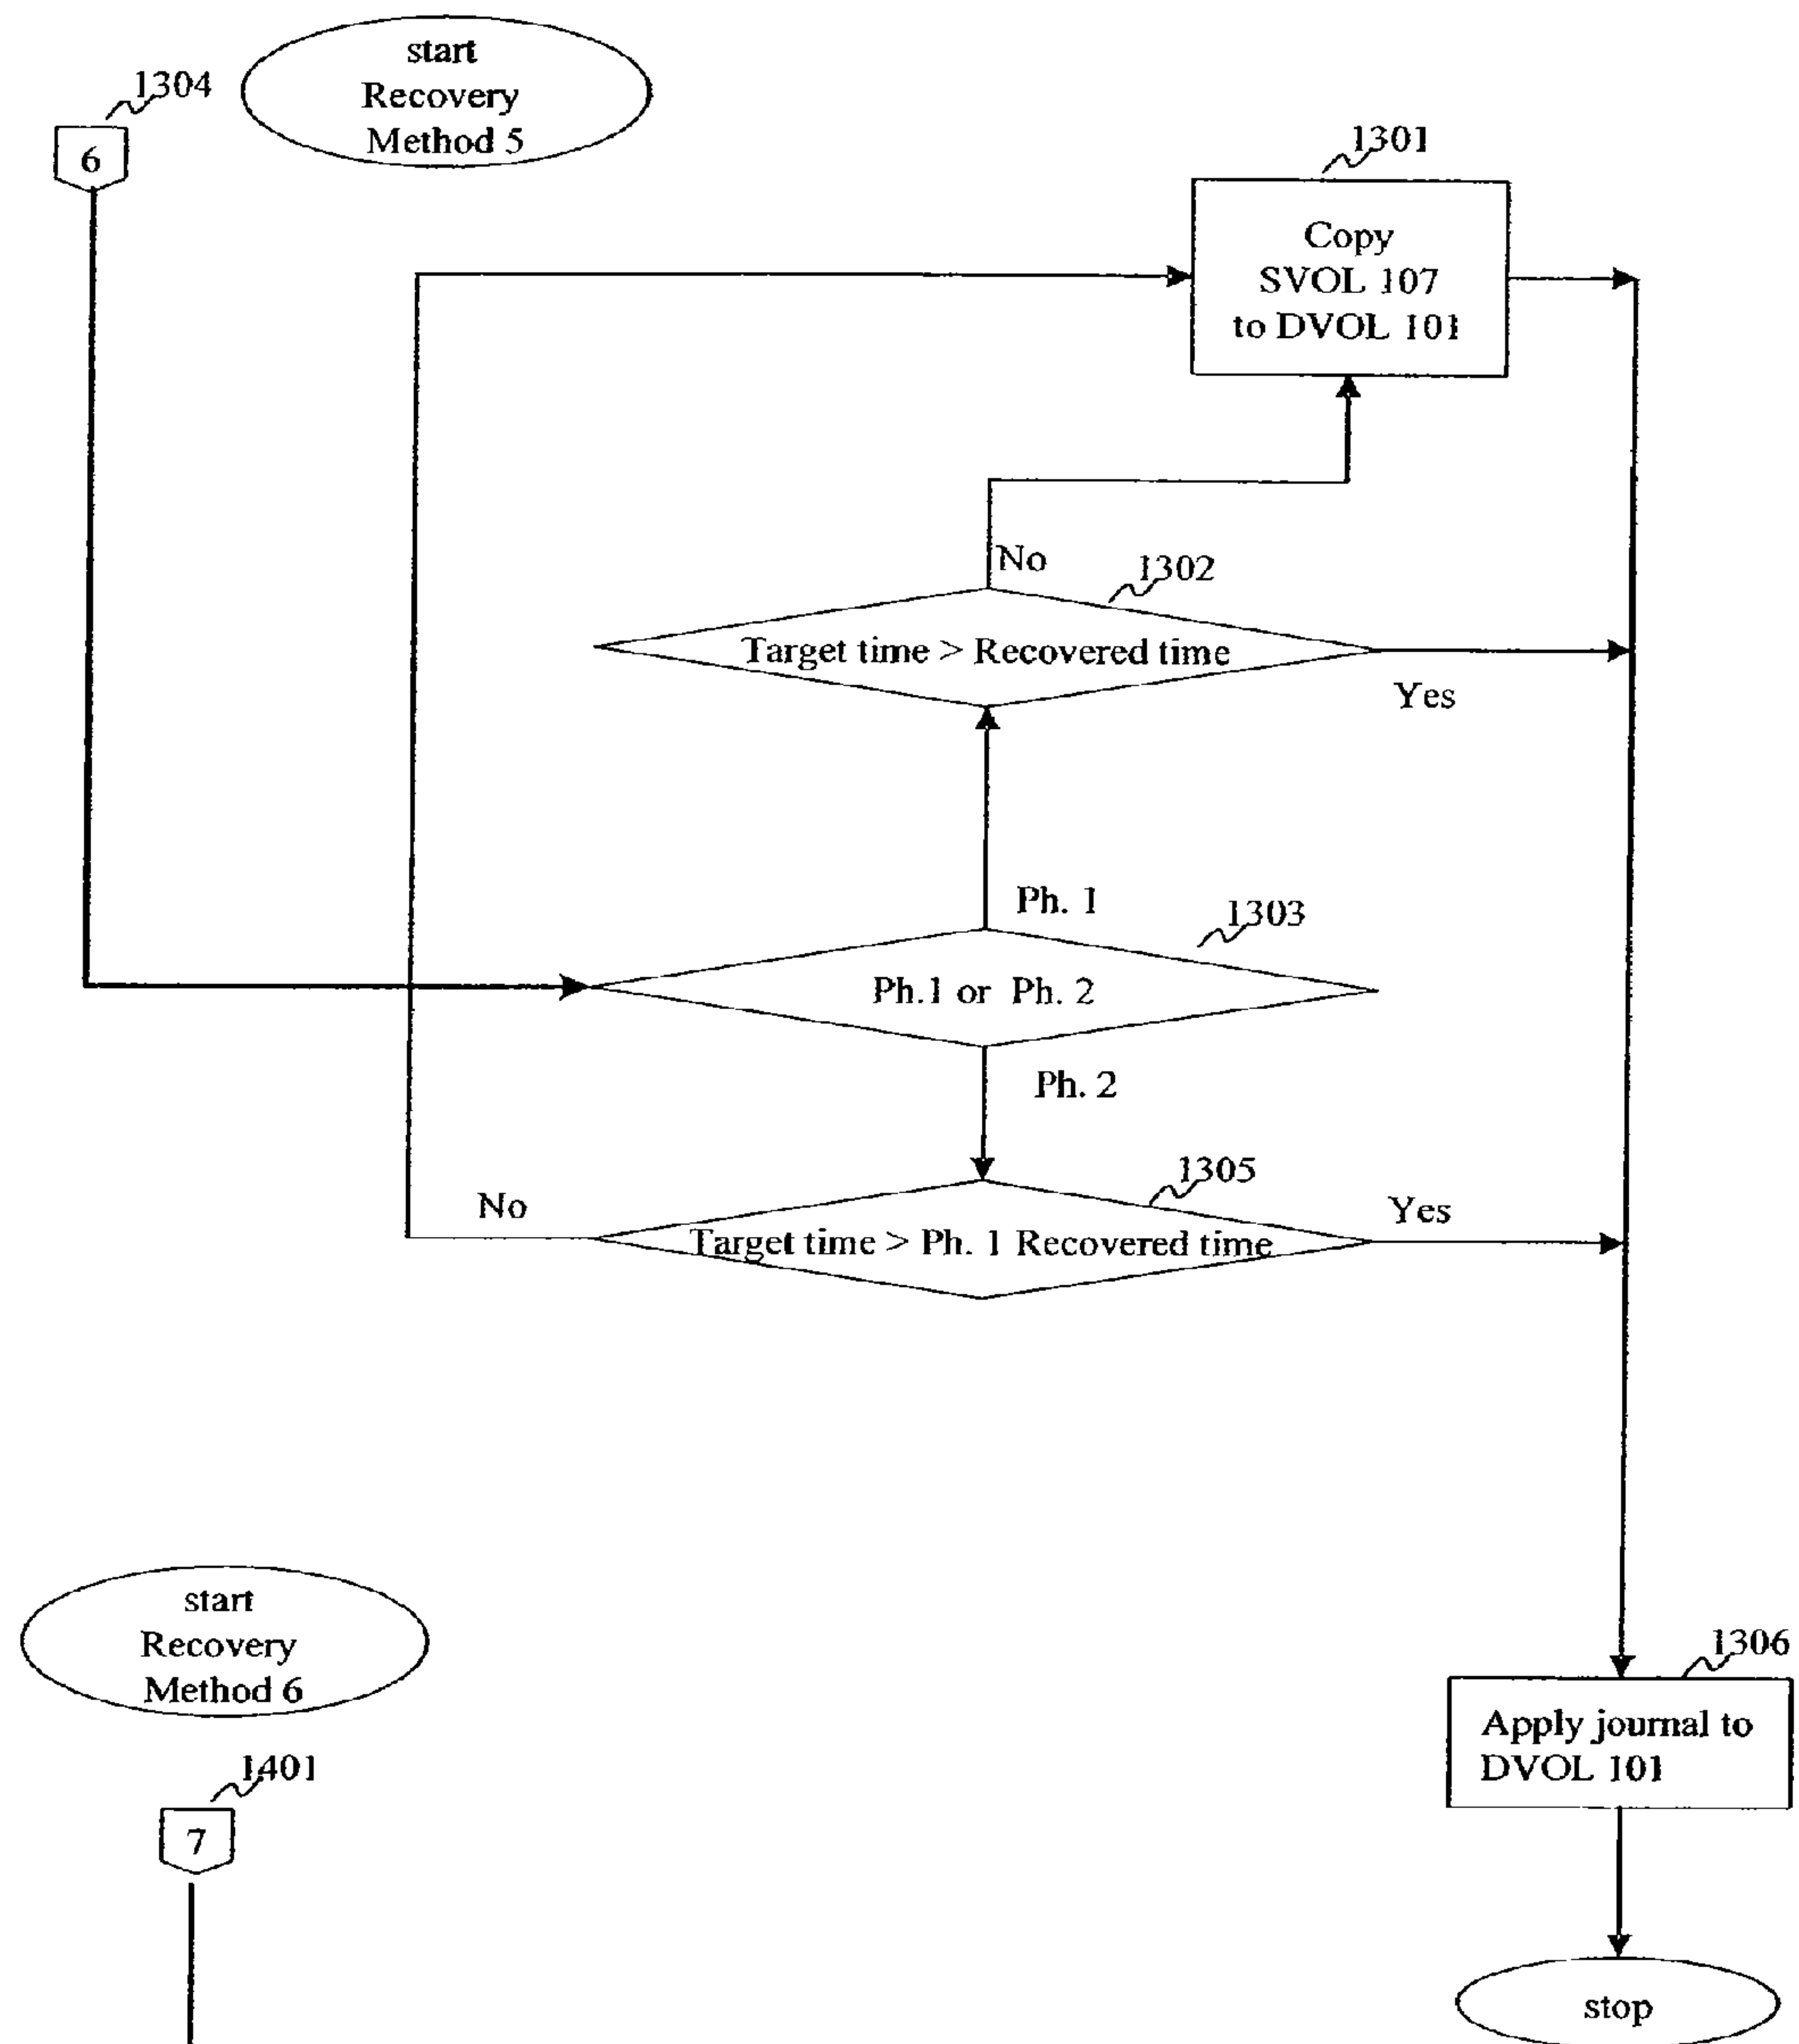 start
Recovery
Method 5
1304
6
1301
Copy
SVOL 107
to DVOL 101
No
1302
Target time > Recovered time
Yes
Ph. 1
1303
Ph.1 or Ph. 2
Ph. 2
1305
No
Yes
Target time > Ph. 1 Recovered time
start
Recovery
Method 6
1306
Apply journal to
DVOL 101
1401
7
stop